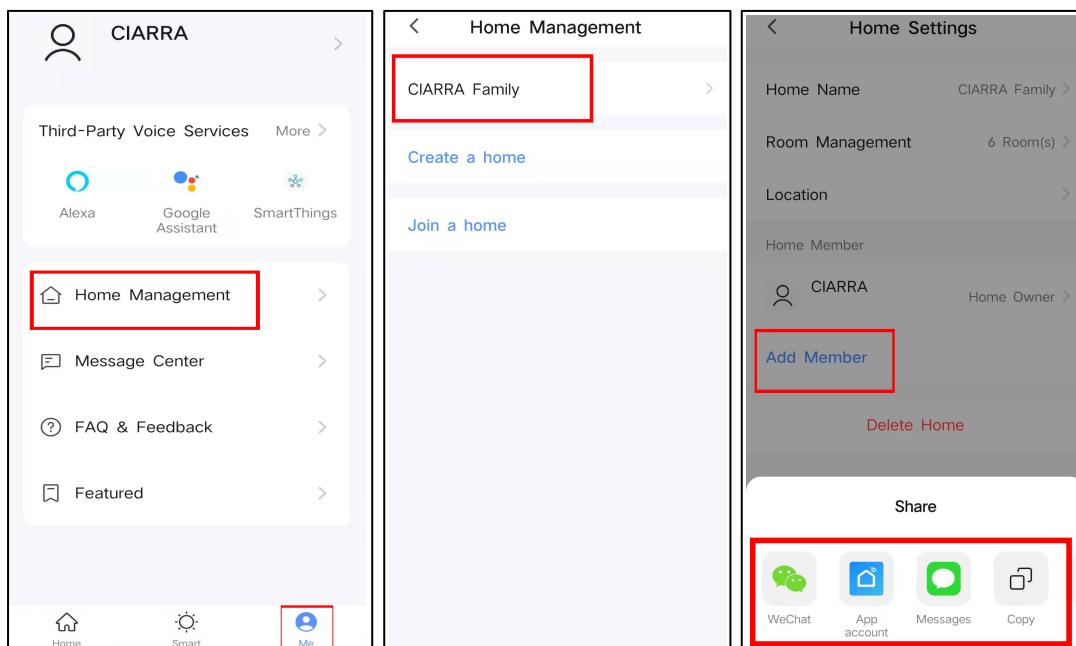 CIARRA
Third-Party Voice Services More
Alexa
Google
Assistant
SmartThings
Home Management
Message Center
FAQ & Feedback
Featured
Home
Smart
Me
Home Management
CIARRA Family
Create a home
Join a home
Home Settings
Home Name CIARRA Family
Room Management 6 Room(s)
Location
Home Member
CIARRA
Home Owner
Add Member
Delete Home
Share
WeChat
App
account
Messages
Copy